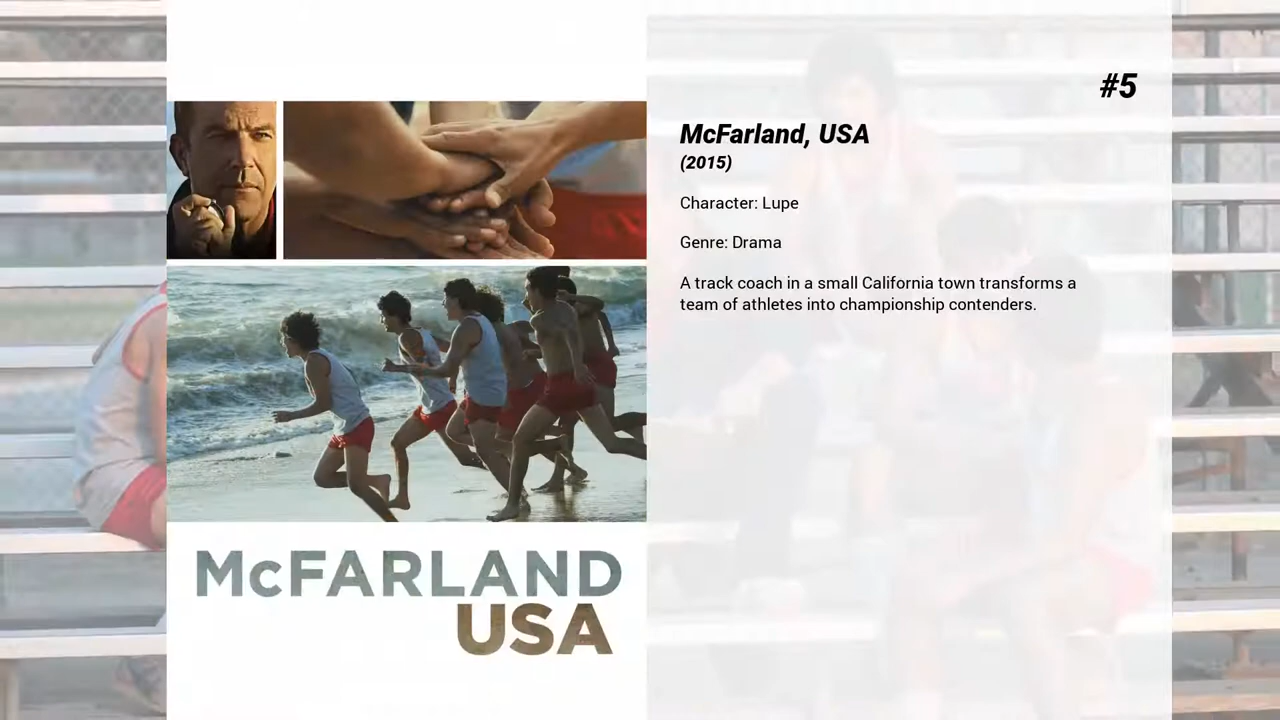 #5
McFarland, USA
(2015)
Character: Lupe
Genre: Drama
A track coach in a small California town transforms a
team of athletes into championship contenders.
McFARLAND
USA